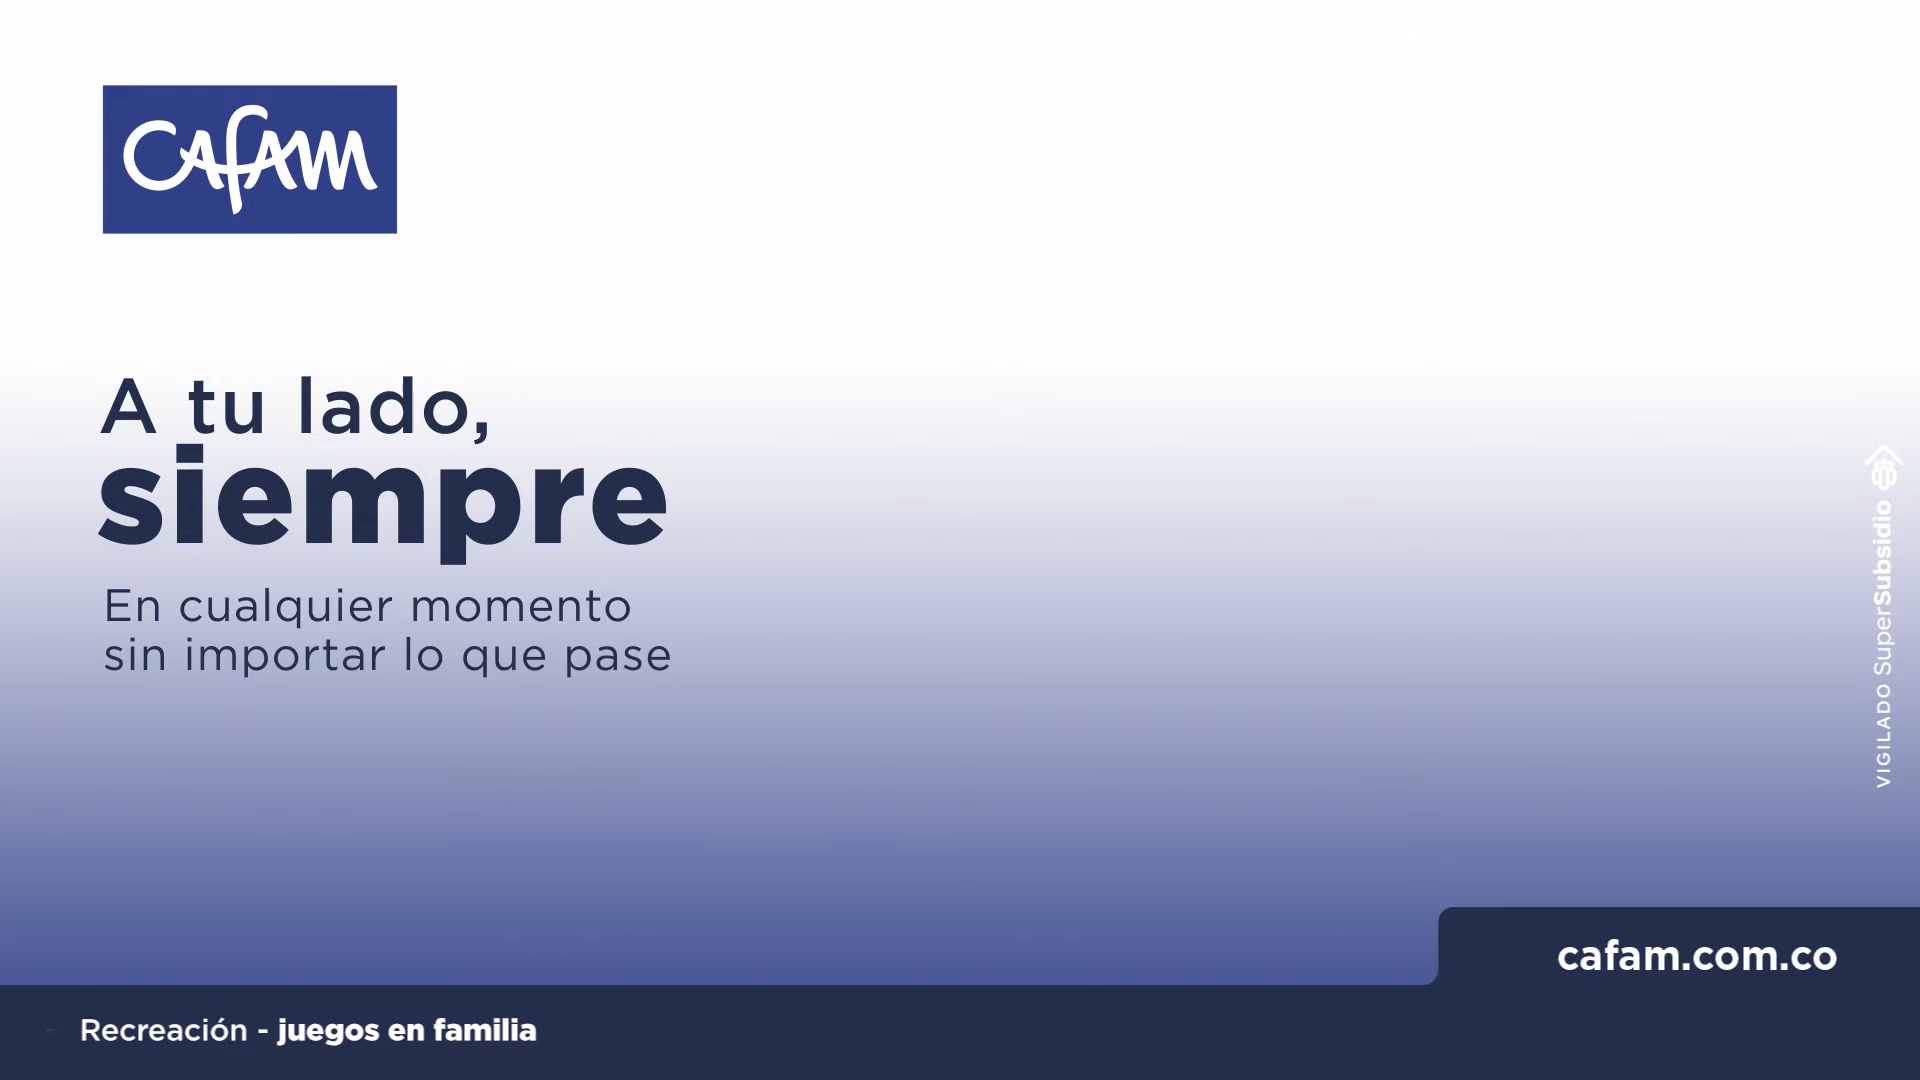 Cafam
A tu lado,
siempre
En cualquier momento
sin importar lo que pase
VIGILADO SuperSubsidio
cafam.com.co
Recreación - juegos en familia